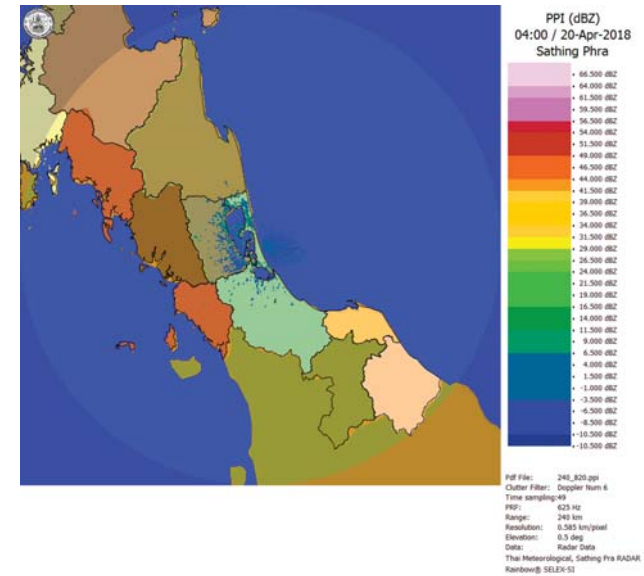 PPI (dBZ)
04:00 / 20-Apr-2018
Sathing Phra
66.500 dBZ
64.000 dBZ
61.500 dBZ
59.500 dBZ
56.500 dBZ
54.000 dBZ
51.500 dBZ
49.000 dBZ
46.500 dBZ
44.000 dBZ
41.500 dBZ
39.000 dBZ
36.500 dBZ
34.000 dBZ
31.500 dBZ
29.000 dBZ
26.500 dBZ
24.000 dBZ
21.500 dBZ
19.000 dBZ
16.500 dBZ
14.000 dBZ
11.500 dBZ
9.000 dBZ
6.500 dBZ
4.000 dBZ
1.500 dBZ
-1.000 dBZ
-3.500 dBZ
-6.500 dBZ
-8.500 dBZ
-10.500 dBZ
-10.500 dBZ
Pdf File: 240_820.ppi
Clutter Filter: Doppler Num 6
Time sampling:49
PRF: 625 Hz
Range: 240 km
Resolution: 0.585 km/pixel
Elevation: 0.5 deg
Data: Radar Data
Thai Meteorological, Sathing Pra RADAR
Rainbow® SELEX-SI